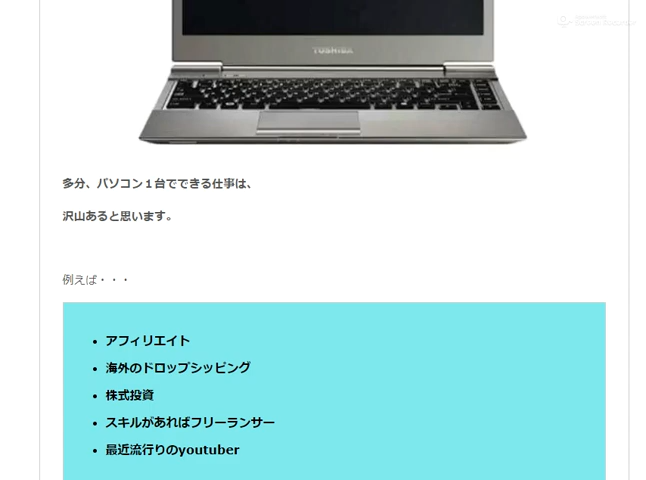 TOSHIBA
多分、パソコン１台でできる仕事は、
沢山あると思います。
例えば・・・
アフィリエイト
海外のドロップシッピング
株式投資
スキルがあればフリーランサー
最近流行りのyoutuber